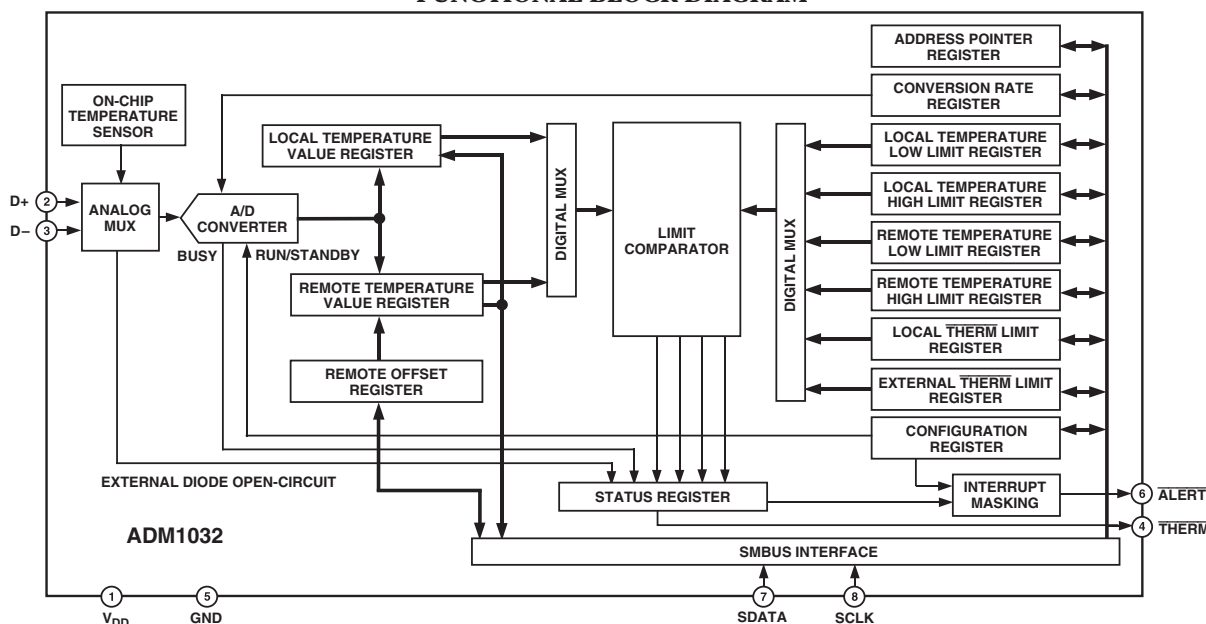 FUNCTIONAL BLOCK DIAGRAM
ADDRESS POINTER
REGISTER
CONVERSION RATE
REGISTER
ON-CHIP
TEMPERATURE
SENSOR
LOCAL TEMPERATURE
VALUE REGISTER
LOCAL TEMPERATURE
LOW LIMIT REGISTER
LOCAL TEMPERATURE
HIGH LIMIT REGISTER
D+
2
D–
3
ANALOG
MUX
A/D
CONVERTER
BUSY
RUN/STANDBY
DIGITAL MUX
LIMIT
COMPARATOR
DIGITAL MUX
REMOTE TEMPERATURE
LOW LIMIT REGISTER
REMOTE TEMPERATURE
VALUE REGISTER
REMOTE TEMPERATURE
HIGH LIMIT REGISTER
LOCAL THERM LIMIT
REGISTER
REMOTE OFFSET
REGISTER
EXTERNAL THERM LIMIT
REGISTER
CONFIGURATION
REGISTER
EXTERNAL DIODE OPEN-CIRCUIT
STATUS REGISTER
INTERRUPT
MASKING
6
ALERT
4
THERM
ADM1032
SMBUS INTERFACE
1
5
7
8
VDD
GND
SDATA
SCLK